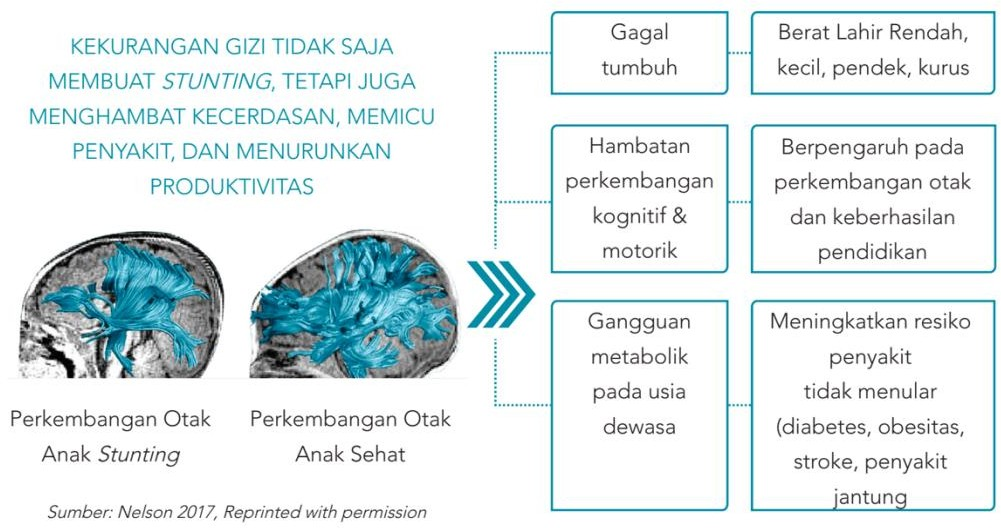 KEKURANGAN GIZI TIDAK SAJA
MEMBUAT STUNTING, TETAPI JUGA
MENGHAMBAT KECERDASAN, MEMICU
PENYAKIT, DAN MENURUNKAN
PRODUKTIVITAS
Perkembangan Otak
Anak Stunting
Perkembangan Otak
Anak Sehat
Sumber: Nelson 2017, Reprinted with permission
Gagal
tumbuh
Berat Lahir Rendah,
kecil, pendek, kurus
Hambatan
perkembangan
kognitif &
motorik
Berpengaruh pada
perkembangan otak
dan keberhasilan
pendidikan
Gangguan
metabolik
pada usia
dewasa
Meningkatkan resiko
penyakit
tidak menular
(diabetes, obesitas,
stroke, penyakit
jantung